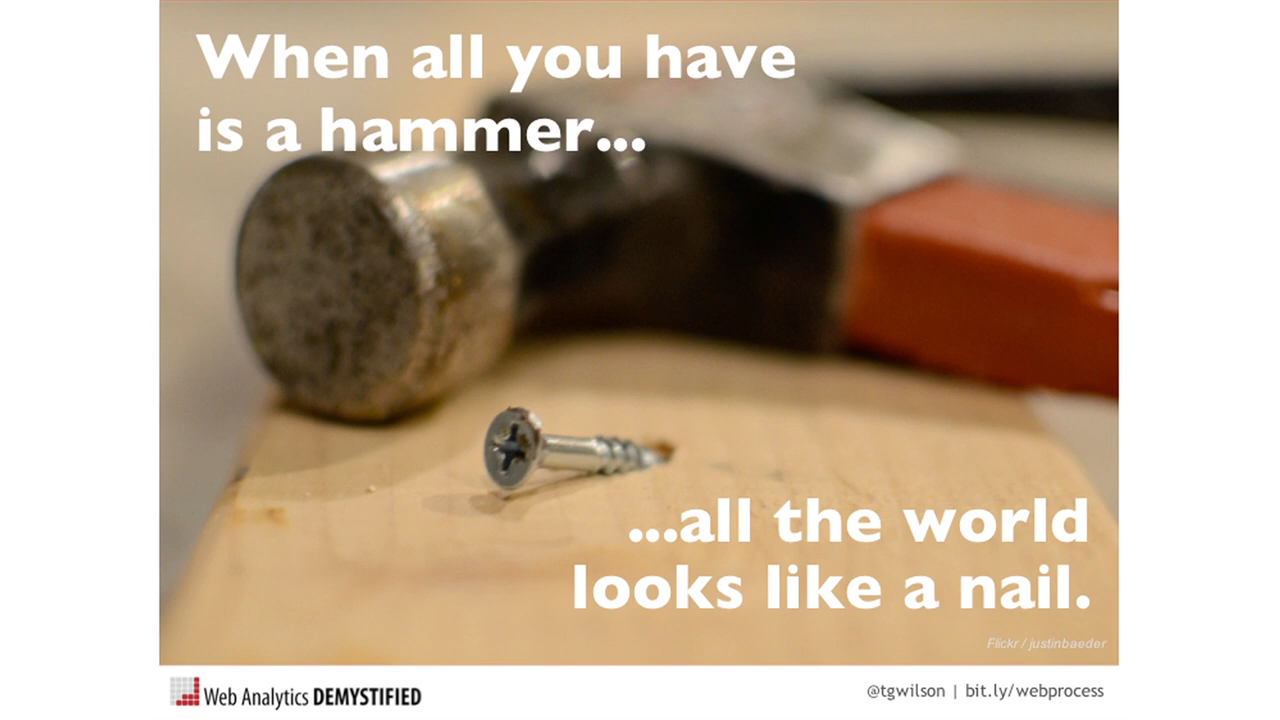 When all you have
is a hammer...
...all the world
looks like a nail.
Flickr / justinbaeder
Web Analytics DEMYSTIFIED
@tgwilson | bit.ly/webprocess